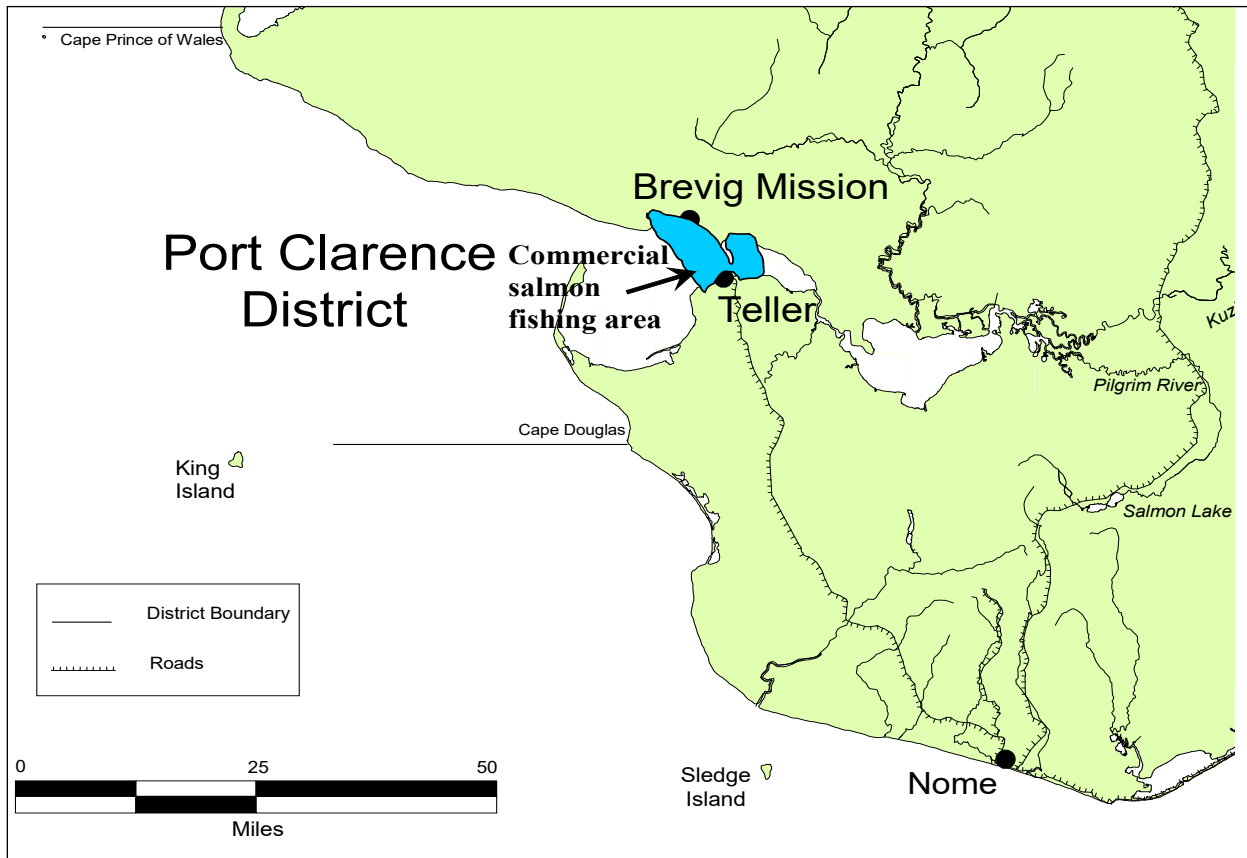 Cape Prince of Wales
Brevig Mission
Port Clarence
District
Commercial
salmon
fishing area
Teller
Kuz
Pilgrim River
Cape Douglas
King
Island
Salmon Lake
District Boundary
Roads
0 25 50
Miles
Sledge
Island
Nome